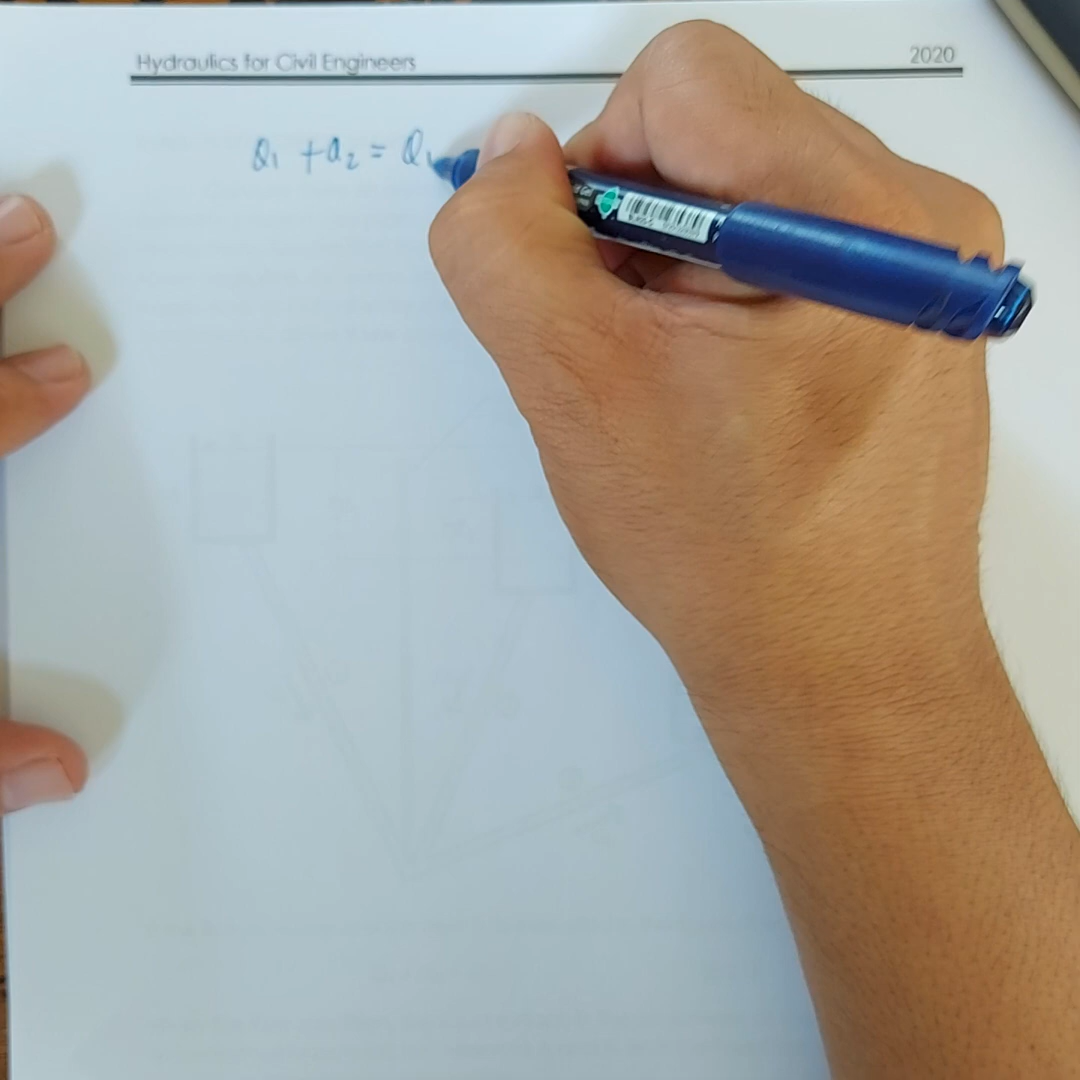 Hydraulics for Civil Engineers 2020
Q₁ + Q₂ = Q